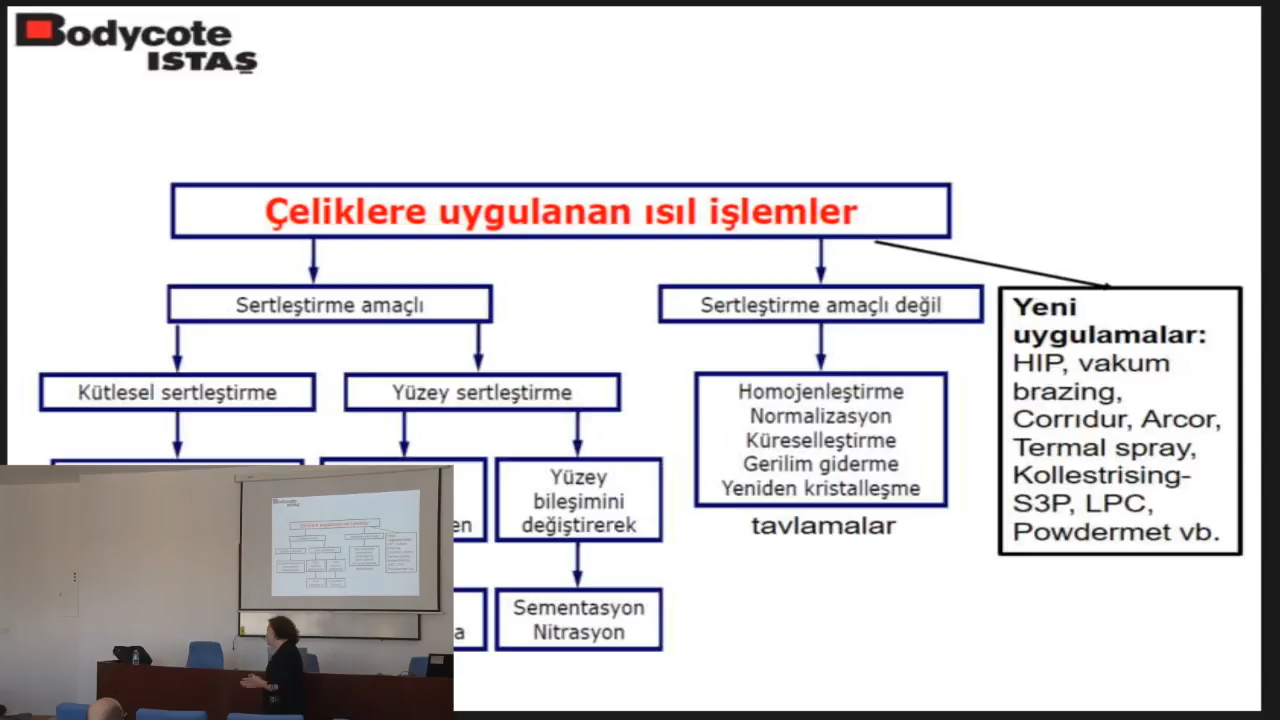 Bodycote
ISTAŞ
Çeliklere uygulanan ısıl işlemler
Sertleştirme amaçlı
Sertleştirme amaçlı değil
Kütlesel sertleştirme
Yüzey sertleştirme
Homojenleştirme
Normalizasyon
Küreselleştirme
Gerilim giderme
Yeniden kristalleşme
tavlamalar
Yeni
uygulamalar:
HIP, vakum
brazing,
Corrıdur, Arcor,
Termal spray,
Kollestrising-
S3P, LPC,
Powdermet vb.
Yüzey
bileşimini
değiştirerek
Sementasyon
Nitrasyon